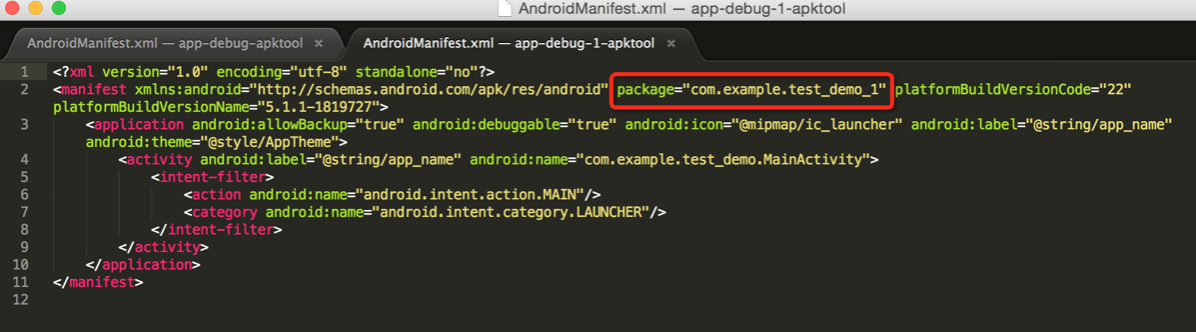 AndroidManifest.xml — app-debug-1-apktool
AndroidManifest.xml — app-debug-apktool × AndroidManifest.xml — app-debug-1-apktool ×
1 <?xml version="1.0" encoding="utf-8" standalone="no"?>
2 <manifest xmlns:android="http://schemas.android.com/apk/res/android" package="com.example.test_demo_1" platformBuildVersionCode="22"
platformBuildVersionName="5.1.1-1819727">
3 <application android:allowBackup="true" android:debuggable="true" android:icon="@mipmap/ic_launcher" android:label="@string/app_name"
android:theme="@style/AppTheme">
4 <activity android:label="@string/app_name" android:name="com.example.test_demo.MainActivity">
5 <intent-filter>
6 <action android:name="android.intent.action.MAIN"/>
7 <category android:name="android.intent.category.LAUNCHER"/>
8 </intent-filter>
9 </activity>
10 </application>
11 </manifest>
12